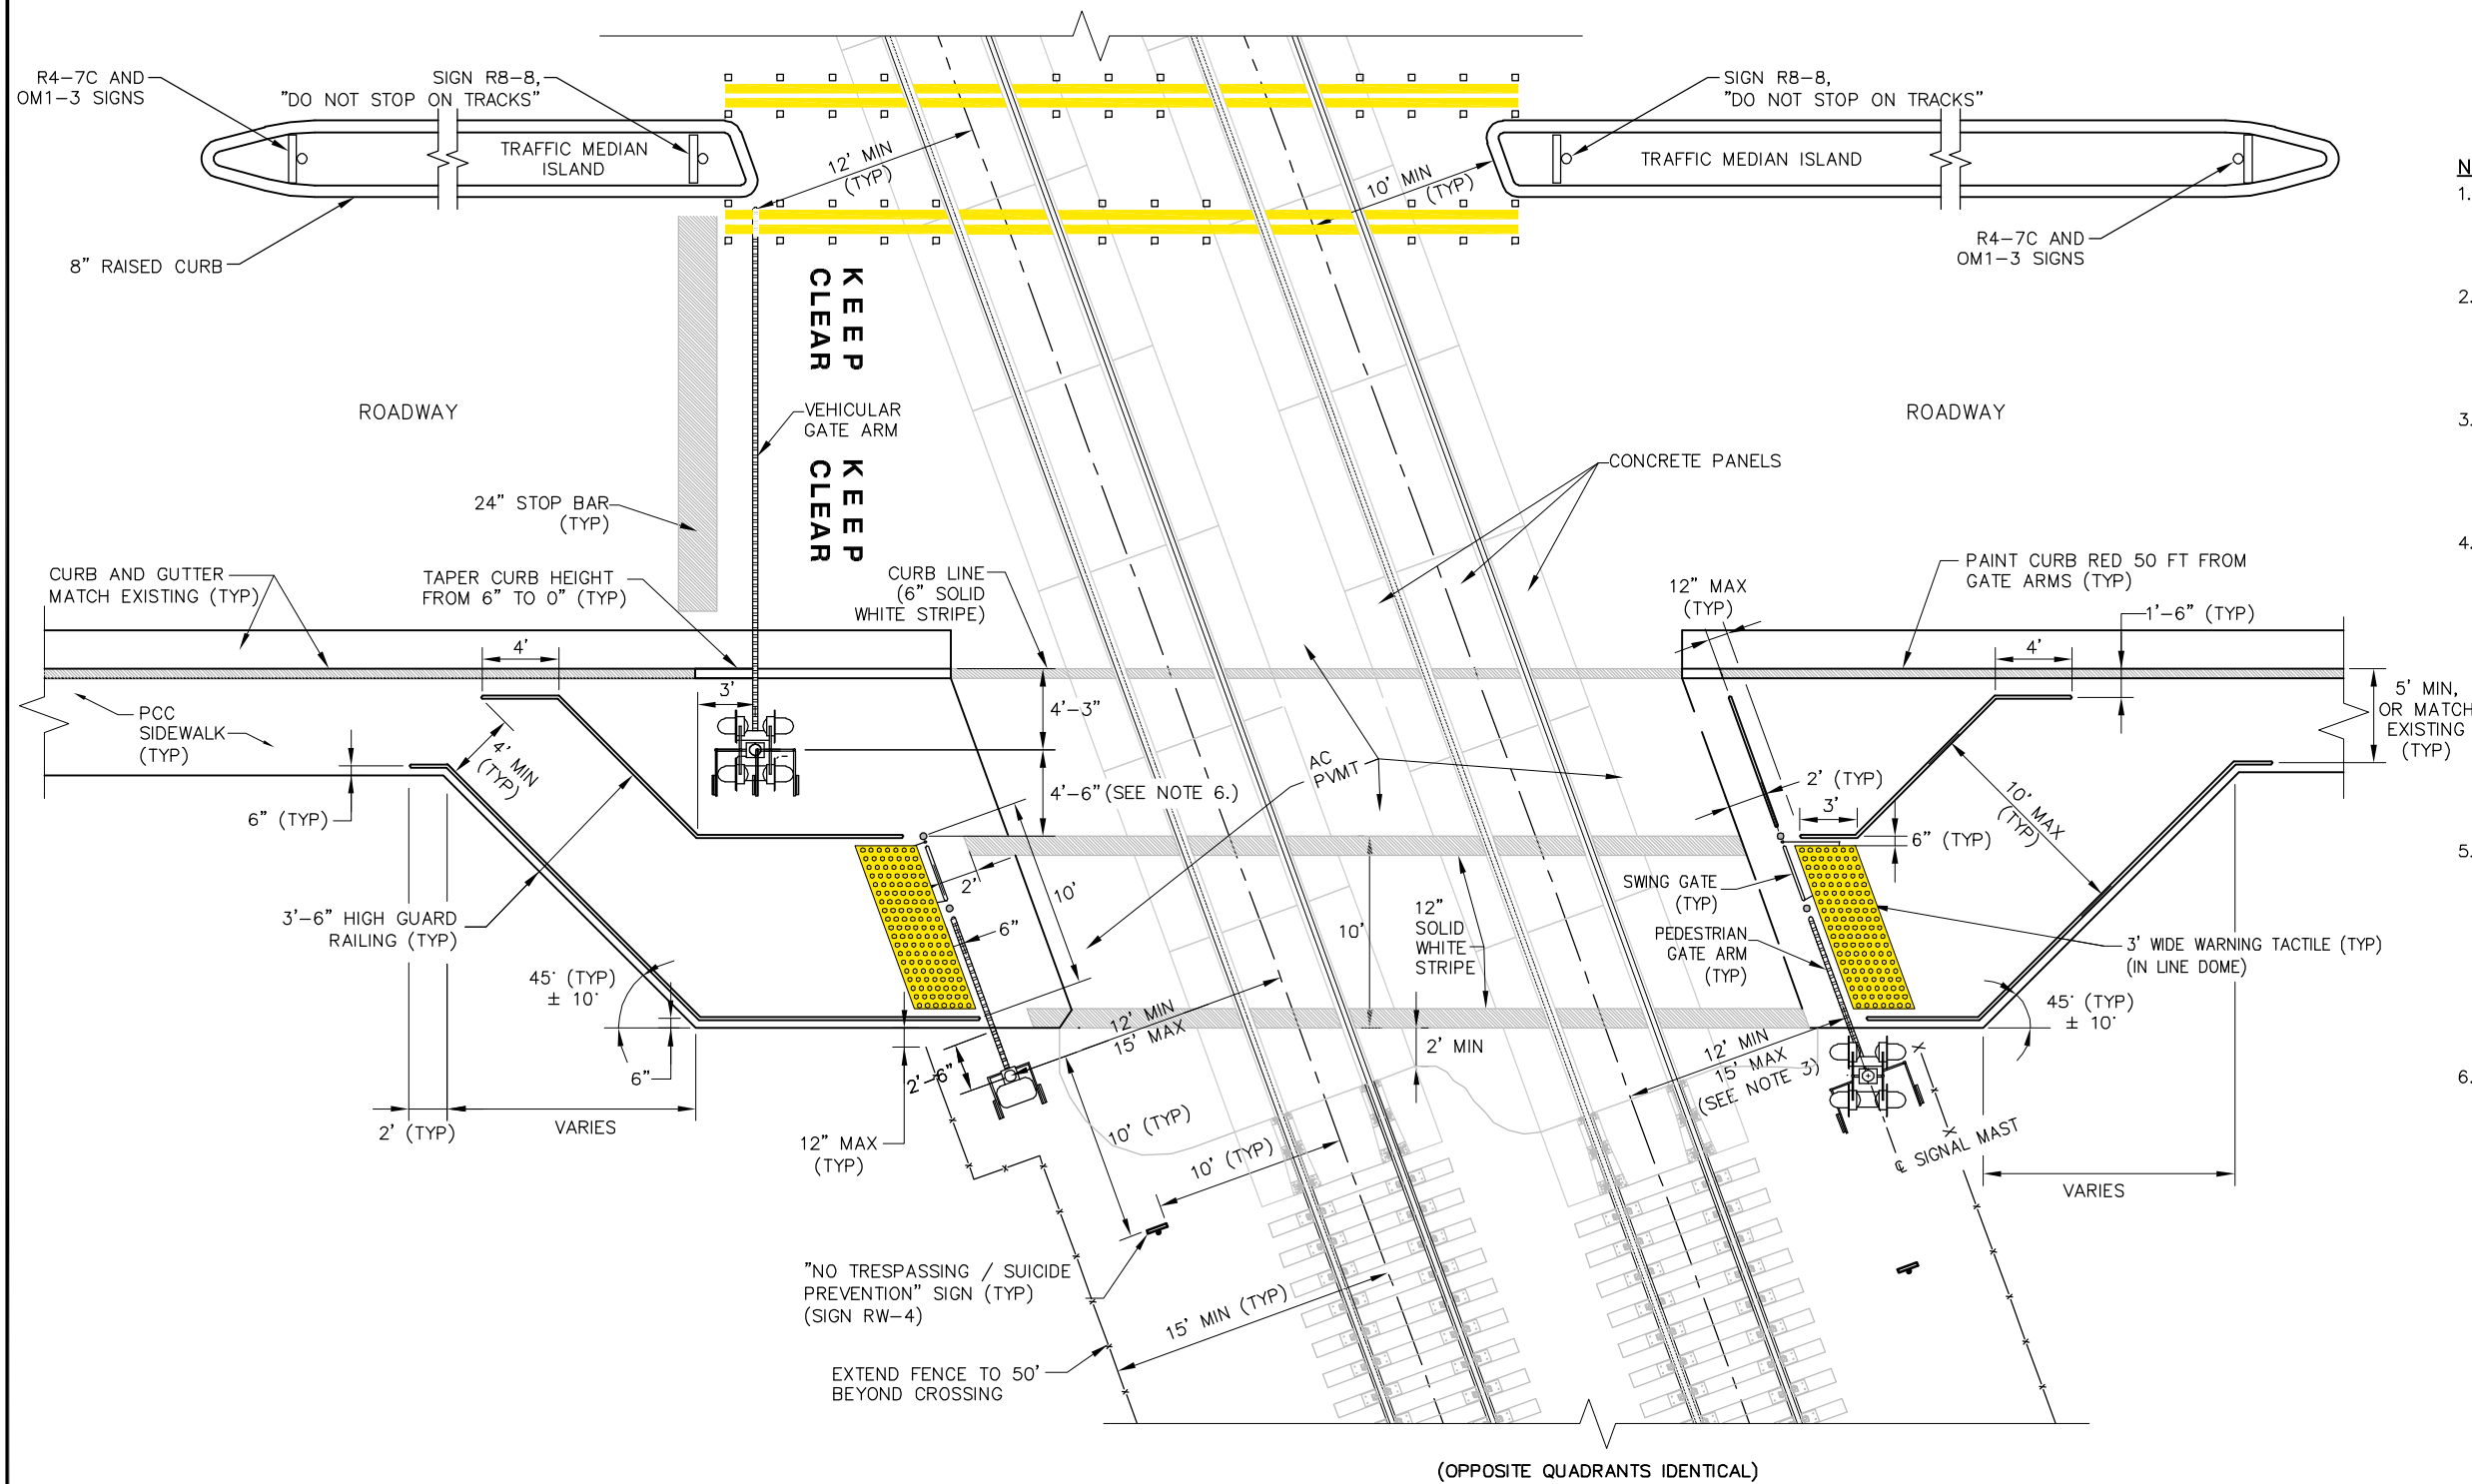 R4-7C AND
OM1-3 SIGNS
SIGN R8-8,
"DO NOT STOP ON TRACKS"
TRAFFIC MEDIAN
ISLAND
8" RAISED CURB
12' MIN
(TYP)
10' MIN
(TYP)
SIGN R8-8,
"DO NOT STOP ON TRACKS"
TRAFFIC MEDIAN ISLAND
R4-7C AND
OM1-3 SIGNS
N
1.
2.
3.
4.
5.
6.
KEEP
CLEAR
KEEP
CLEAR
ROADWAY
ROADWAY
VEHICULAR
GATE ARM
CONCRETE PANELS
24" STOP BAR
(TYP)
CURB AND GUTTER
MATCH EXISTING (TYP)
TAPER CURB HEIGHT
FROM 6" TO 0" (TYP)
CURB LINE
(6" SOLID
WHITE STRIPE)
12" MAX
(TYP)
PAINT CURB RED 50 FT FROM
GATE ARMS (TYP)
1'-6" (TYP)
4'
4'
3'
4'-3"
5' MIN,
OR MATCH
EXISTING
(TYP)
PCC
SIDEWALK
(TYP)
4' MIN
(TYP)
AC
PVMT
2' (TYP)
3'
10' MAX
(TYP)
6" (TYP)
4'-6" (SEE NOTE 6.)
6" (TYP)
2'
10'
SWING GATE
(TYP)
3'-6" HIGH GUARD
RAILING (TYP)
6"
10'
12"
SOLID
WHITE
STRIPE
PEDESTRIAN
GATE ARM
(TYP)
3' WIDE WARNING TACTILE (TYP)
(IN LINE DOME)
45° (TYP)
± 10°
45° (TYP)
± 10°
12' MIN
15' MAX
2' MIN
12' MIN
15' MAX
(SEE NOTE 3)
6"
2'-6"
2' (TYP)
VARIES
12" MAX
(TYP)
10' (TYP)
10' (TYP)
℄ SIGNAL MAST
VARIES
"NO TRESPASSING / SUICIDE
PREVENTION" SIGN (TYP)
(SIGN RW-4)
15' MIN (TYP)
EXTEND FENCE TO 50'
BEYOND CROSSING
(OPPOSITE QUADRANTS IDENTICAL)